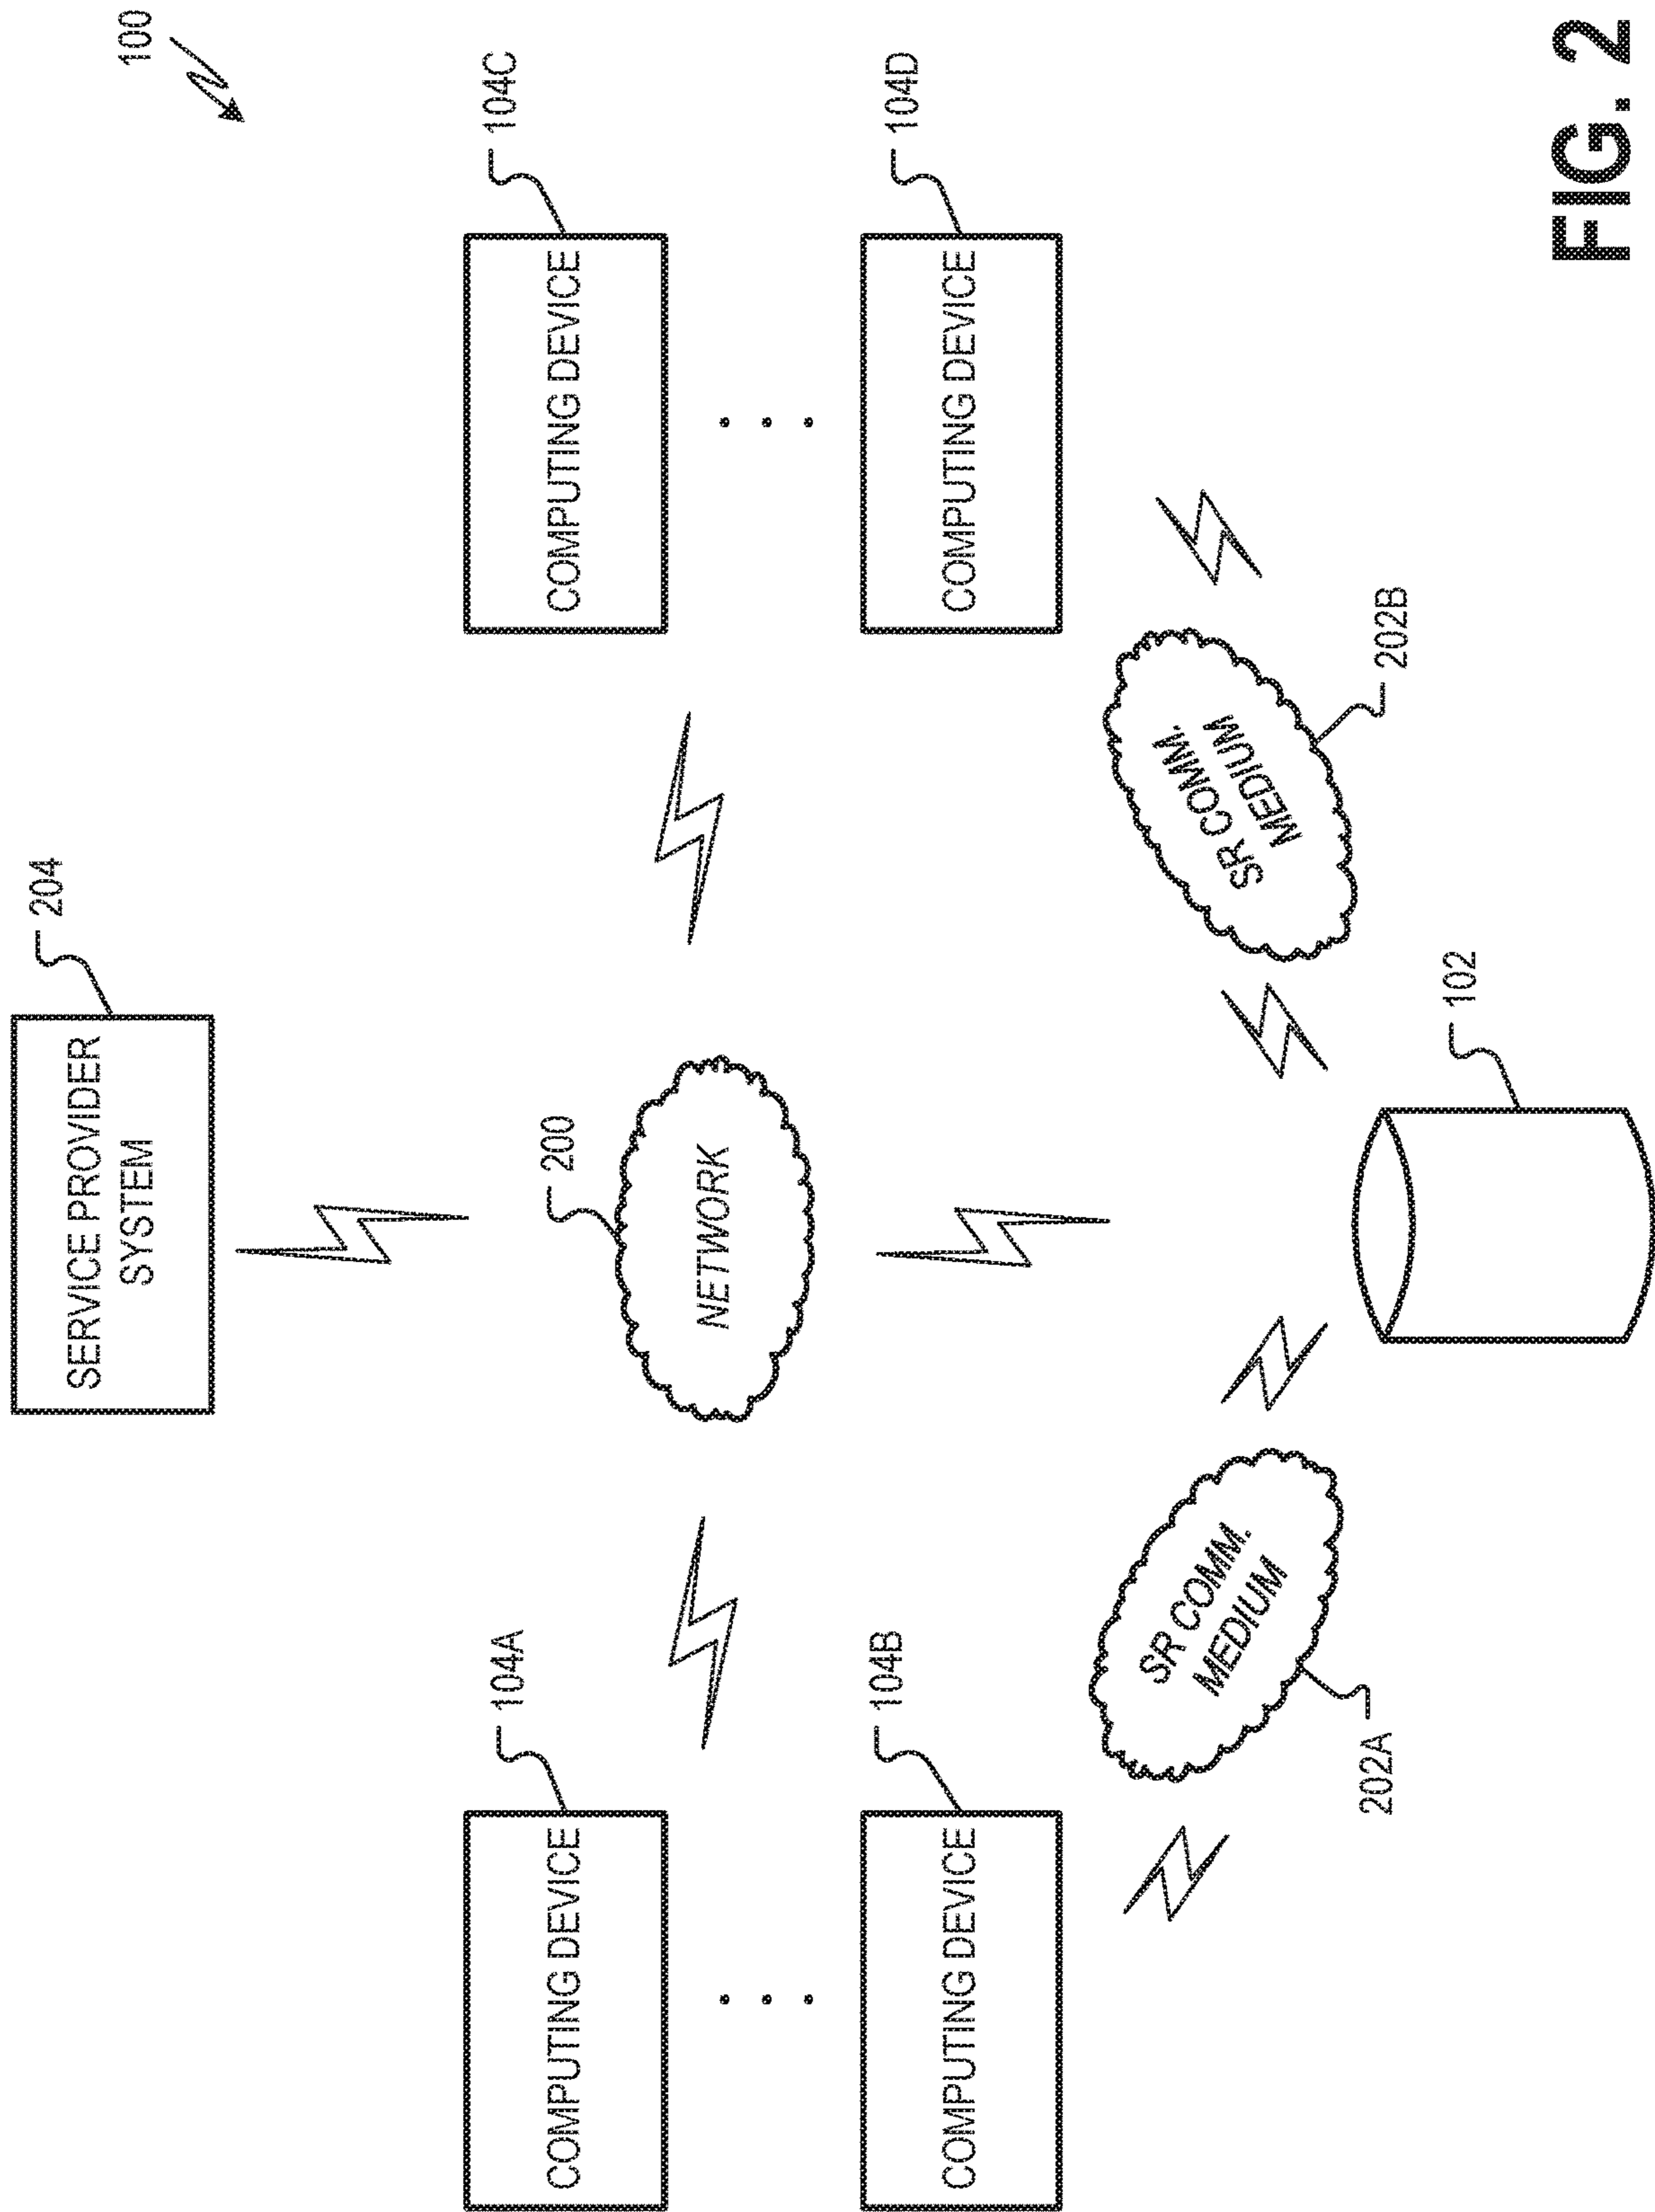 100
SERVICE PROVIDER
SYSTEM
204
104A
COMPUTING DEVICE
200
NETWORK
104C
COMPUTING DEVICE
104B
COMPUTING DEVICE
104D
COMPUTING DEVICE
SR COMM.
MEDIUM
202A
SR COMM.
MEDIUM
202B
102
FIG. 2